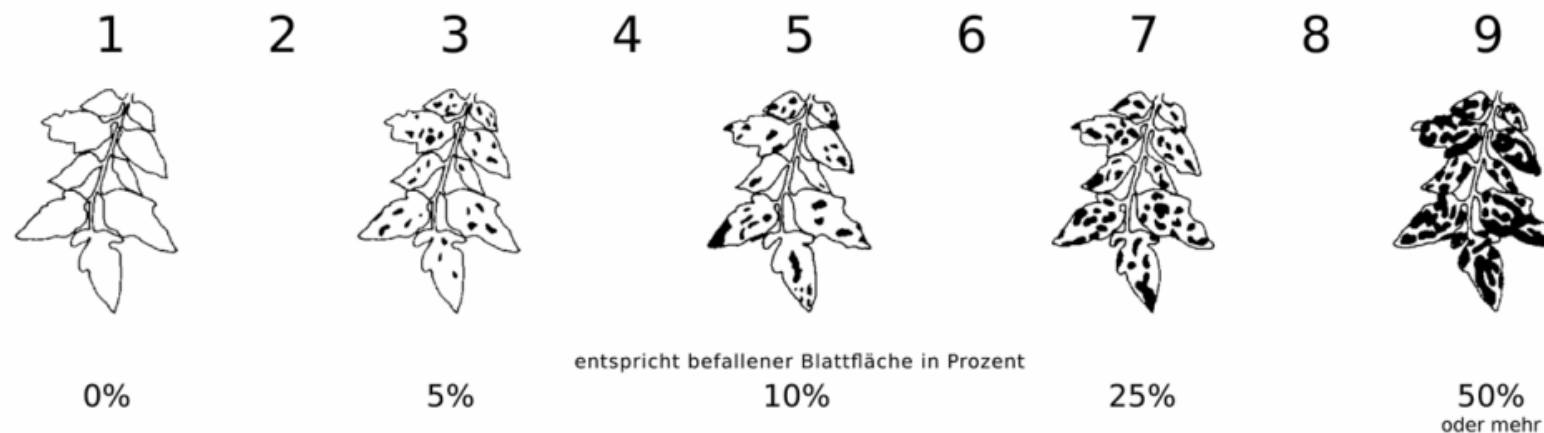 1 2 3 4 5 6 7 8 9
entspricht befallener Blattfläche in Prozent
0% 5% 10% 25% 50%
oder mehr